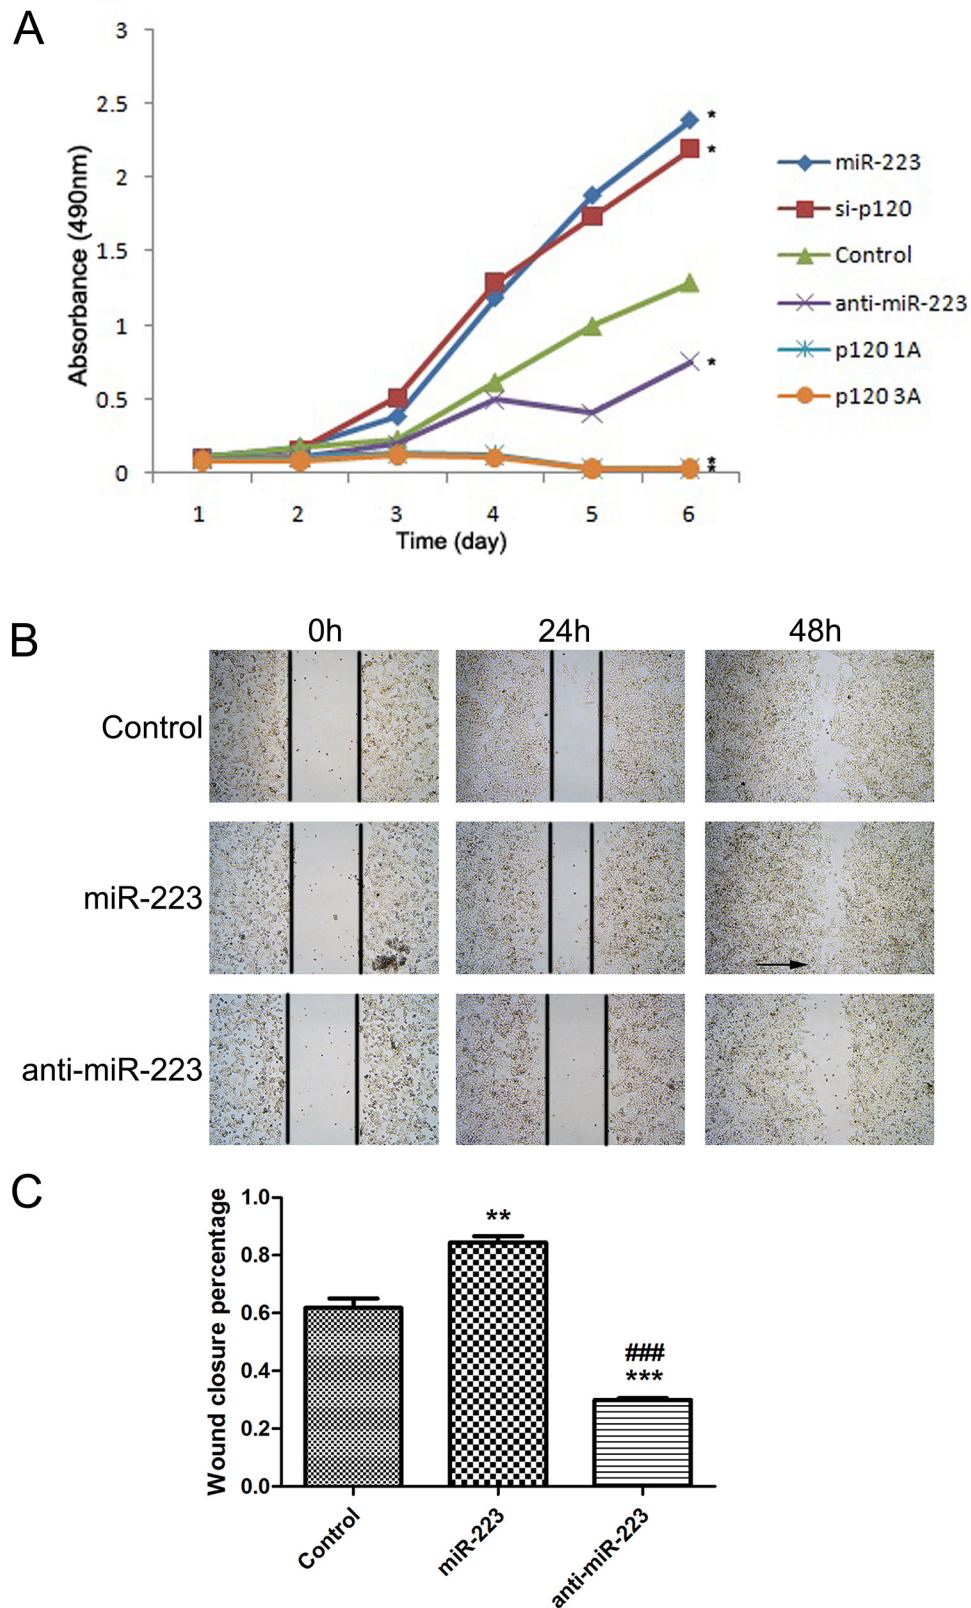 A
3
2.5
2
1.5
1
0.5
0
Absorbance (490nm)
1 2 3 4 5 6
Time (day)
*
*
*
*
*
miR-223
si-p120
Control
anti-miR-223
p120 1A
p120 3A
B
0h 24h 48h
Control
miR-223
anti-miR-223
C
Wound closure percentage
1.0
0.8
0.6
0.4
0.2
0.0
**
###
***
Control
miR-223
anti-miR-223